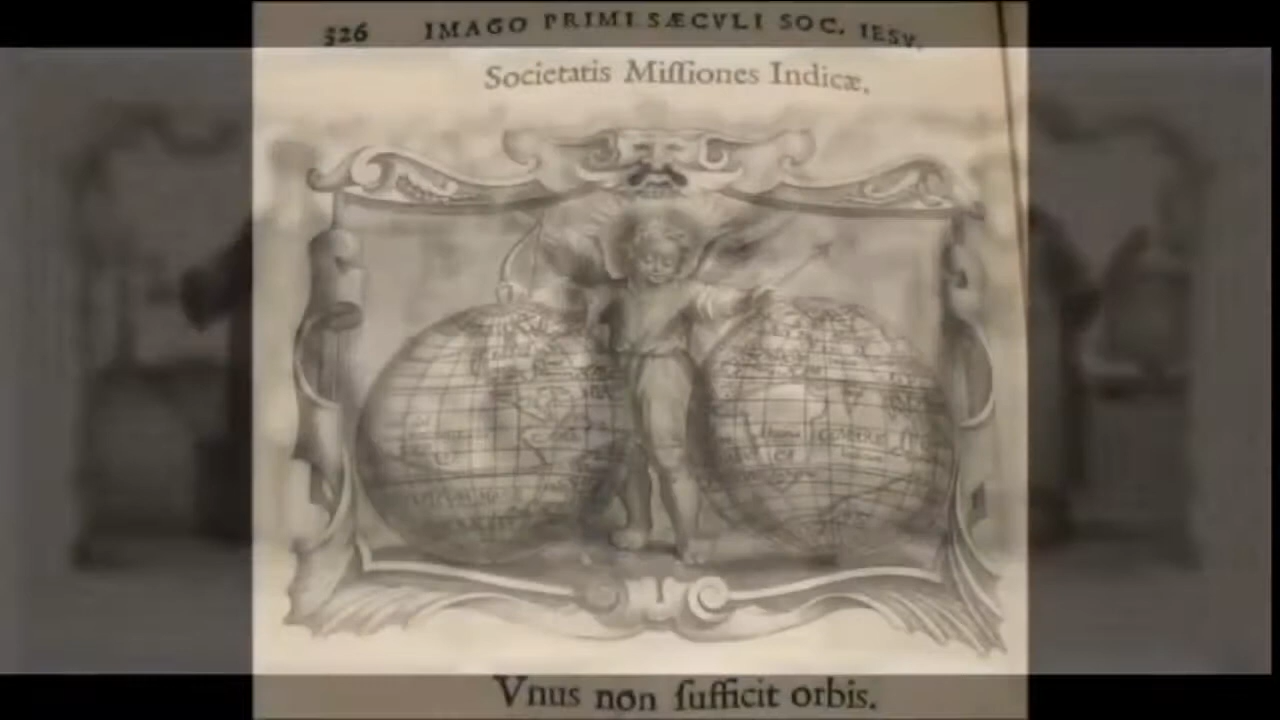 326 IMAGO PRIMI SÆCVLI SOC. IESV.
Societatis Miſſiones Indicæ.
Vnus non ſufficit orbis.